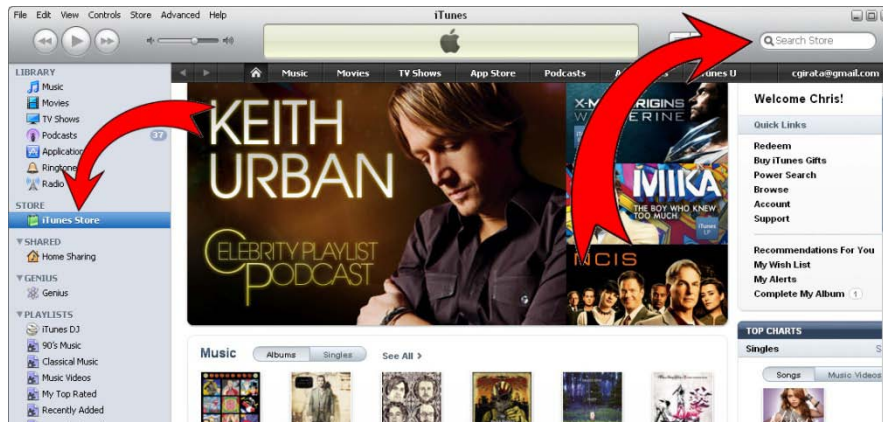 File Edit View Controls Store Advanced Help
iTunes
Search Store
Music Movies TV Shows App Store Podcasts iTunes U
cgirata@gmail.com
LIBRARY
Music
Movies
TV Shows
Podcasts 37
Radio
STORE
iTunes Store
SHARED
Home Sharing
GENIUS
Genius
PLAYLISTS
iTunes DJ
90's Music
Classical Music
Music Videos
My Top Rated
Recently Added
KEITH
URBAN
CELEBRITY PLAYLIST
PODCAST
MIKA
THE BOY WHO KNEW
TOO MUCH
iTunes
LP
NCIS
Welcome Chris!
Quick Links
Redeem
Buy iTunes Gifts
Power Search
Browse
Account
Support
Recommendations For You
My Wish List
My Alerts
Complete My Album 1
Music Albums Singles See All >
TOP CHARTS
Singles
Songs Music Videos